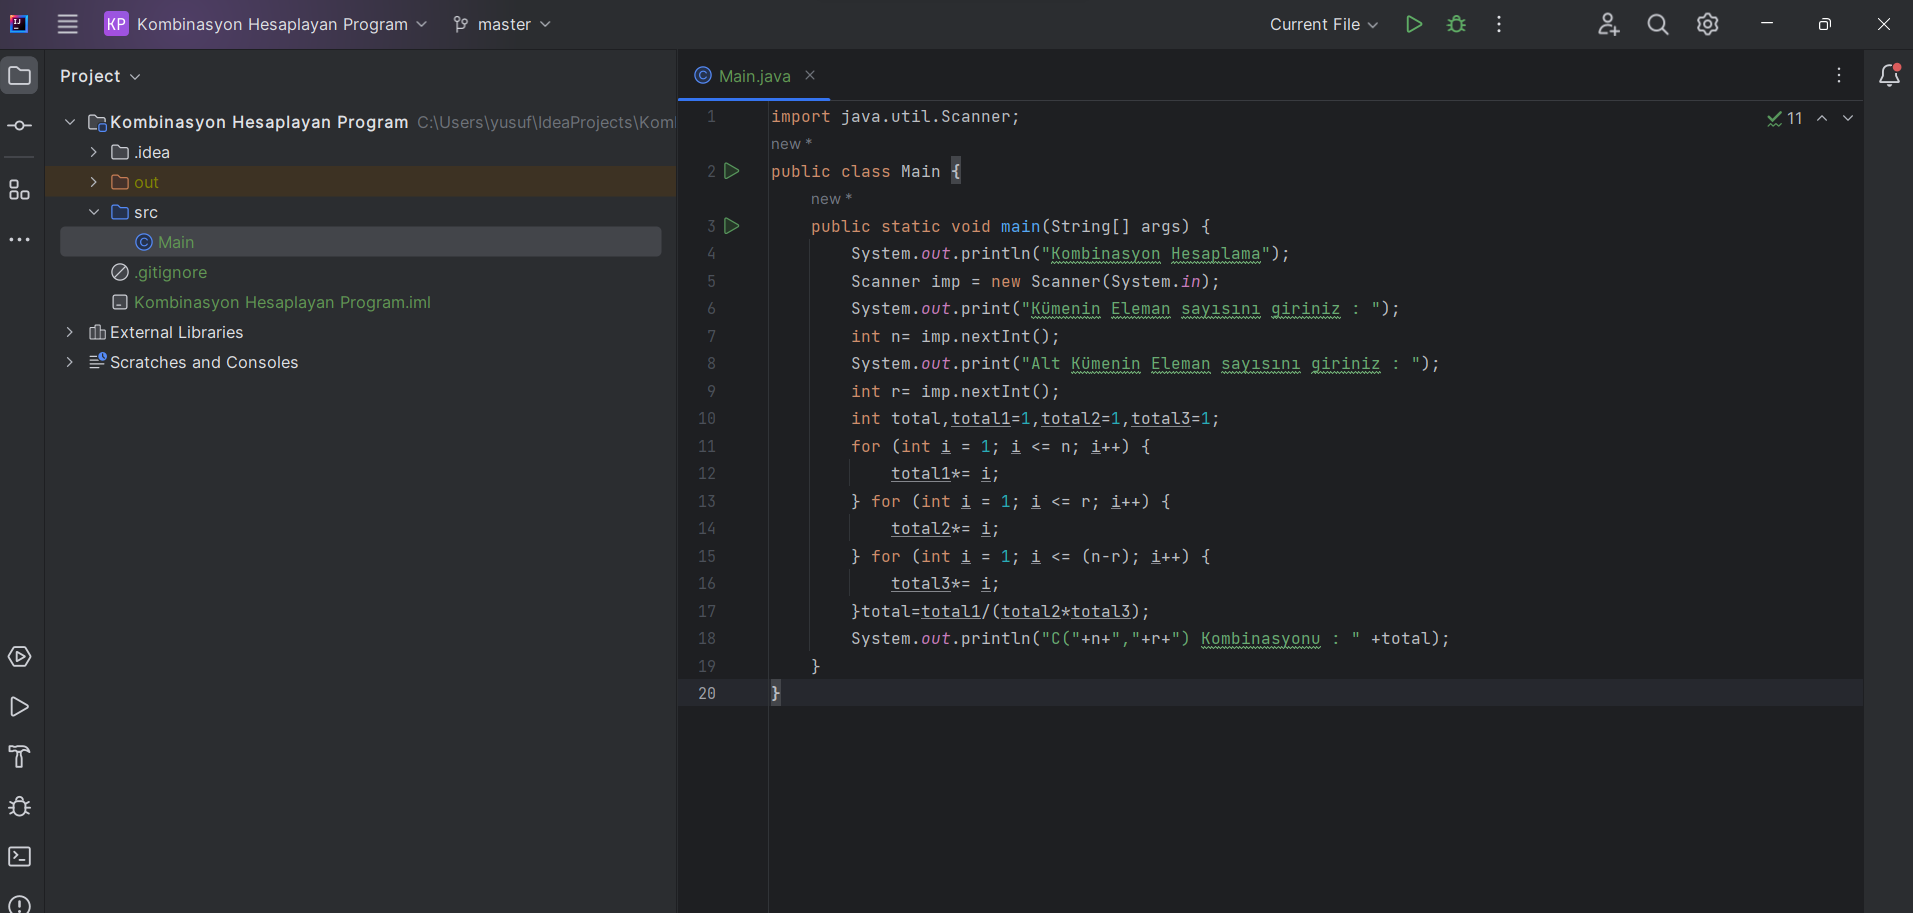 KP Kombinasyon Hesaplayan Program master Current File
Project
Main.java
Kombinasyon Hesaplayan Program C:\Users\yusuf\IdeaProjects\Kom
.idea
out
src
Main
.gitignore
Kombinasyon Hesaplayan Program.iml
External Libraries
Scratches and Consoles
11
1 import java.util.Scanner;
new *
2 public class Main {
new *
3 public static void main(String[] args) {
4 System.out.println("Kombinasyon Hesaplama");
5 Scanner imp = new Scanner(System.in);
6 System.out.print("Kümenin Eleman sayısını giriniz : ");
7 int n= imp.nextInt();
8 System.out.print("Alt Kümenin Eleman sayısını giriniz : ");
9 int r= imp.nextInt();
10 int total,total1=1,total2=1,total3=1;
11 for (int i = 1; i <= n; i++) {
12 total1*= i;
13 } for (int i = 1; i <= r; i++) {
14 total2*= i;
15 } for (int i = 1; i <= (n-r); i++) {
16 total3*= i;
17 }total=total1/(total2*total3);
18 System.out.println("C("+n+","+r+") Kombinasyonu : " +total);
19 }
20 }